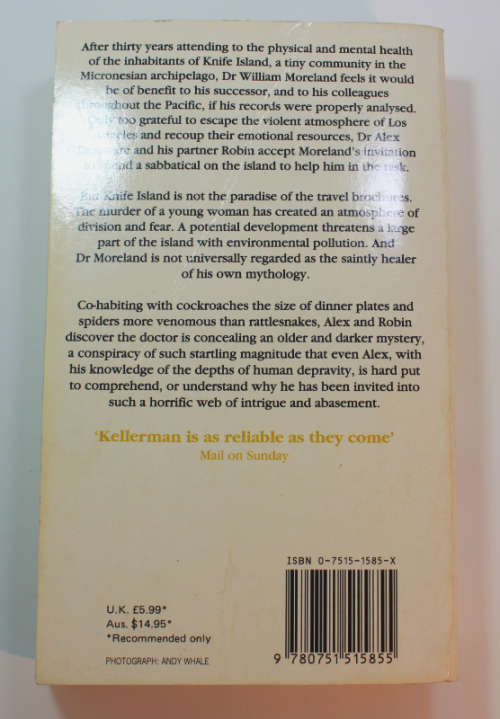 After thirty years attending to the physical and mental health
of the inhabitants of Knife Island, a tiny community in the
Micronesian archipelago, Dr William Moreland feels it would
be of benefit to his successor, and to his colleagues
throughout the Pacific, if his records were properly analysed.
Only too grateful to escape the violent atmosphere of Los
Angeles and recoup their emotional resources, Dr Alex
Delaware and his partner Robin accept Moreland's invitation
to spend a sabbatical on the island to help him in the task.
But Knife Island is not the paradise of the travel brochures.
The murder of a young woman has created an atmosphere of
division and fear. A potential development threatens a large
part of the island with environmental pollution. And
Dr Moreland is not universally regarded as the saintly healer
of his own mythology.
Co-habiting with cockroaches the size of dinner plates and
spiders more venomous than rattlesnakes, Alex and Robin
discover the doctor is concealing an older and darker mystery,
a conspiracy of such startling magnitude that even Alex, with
his knowledge of the depths of human depravity, is hard put
to comprehend, or understand why he has been invited into
such a horrific web of intrigue and abasement.
'Kellerman is as reliable as they come'
Mail on Sunday
ISBN 0-7515-1585-X
U.K. £5.99*
Aus. $14.95*
*Recommended only
PHOTOGRAPH: ANDY WHALE
9 780751 515855